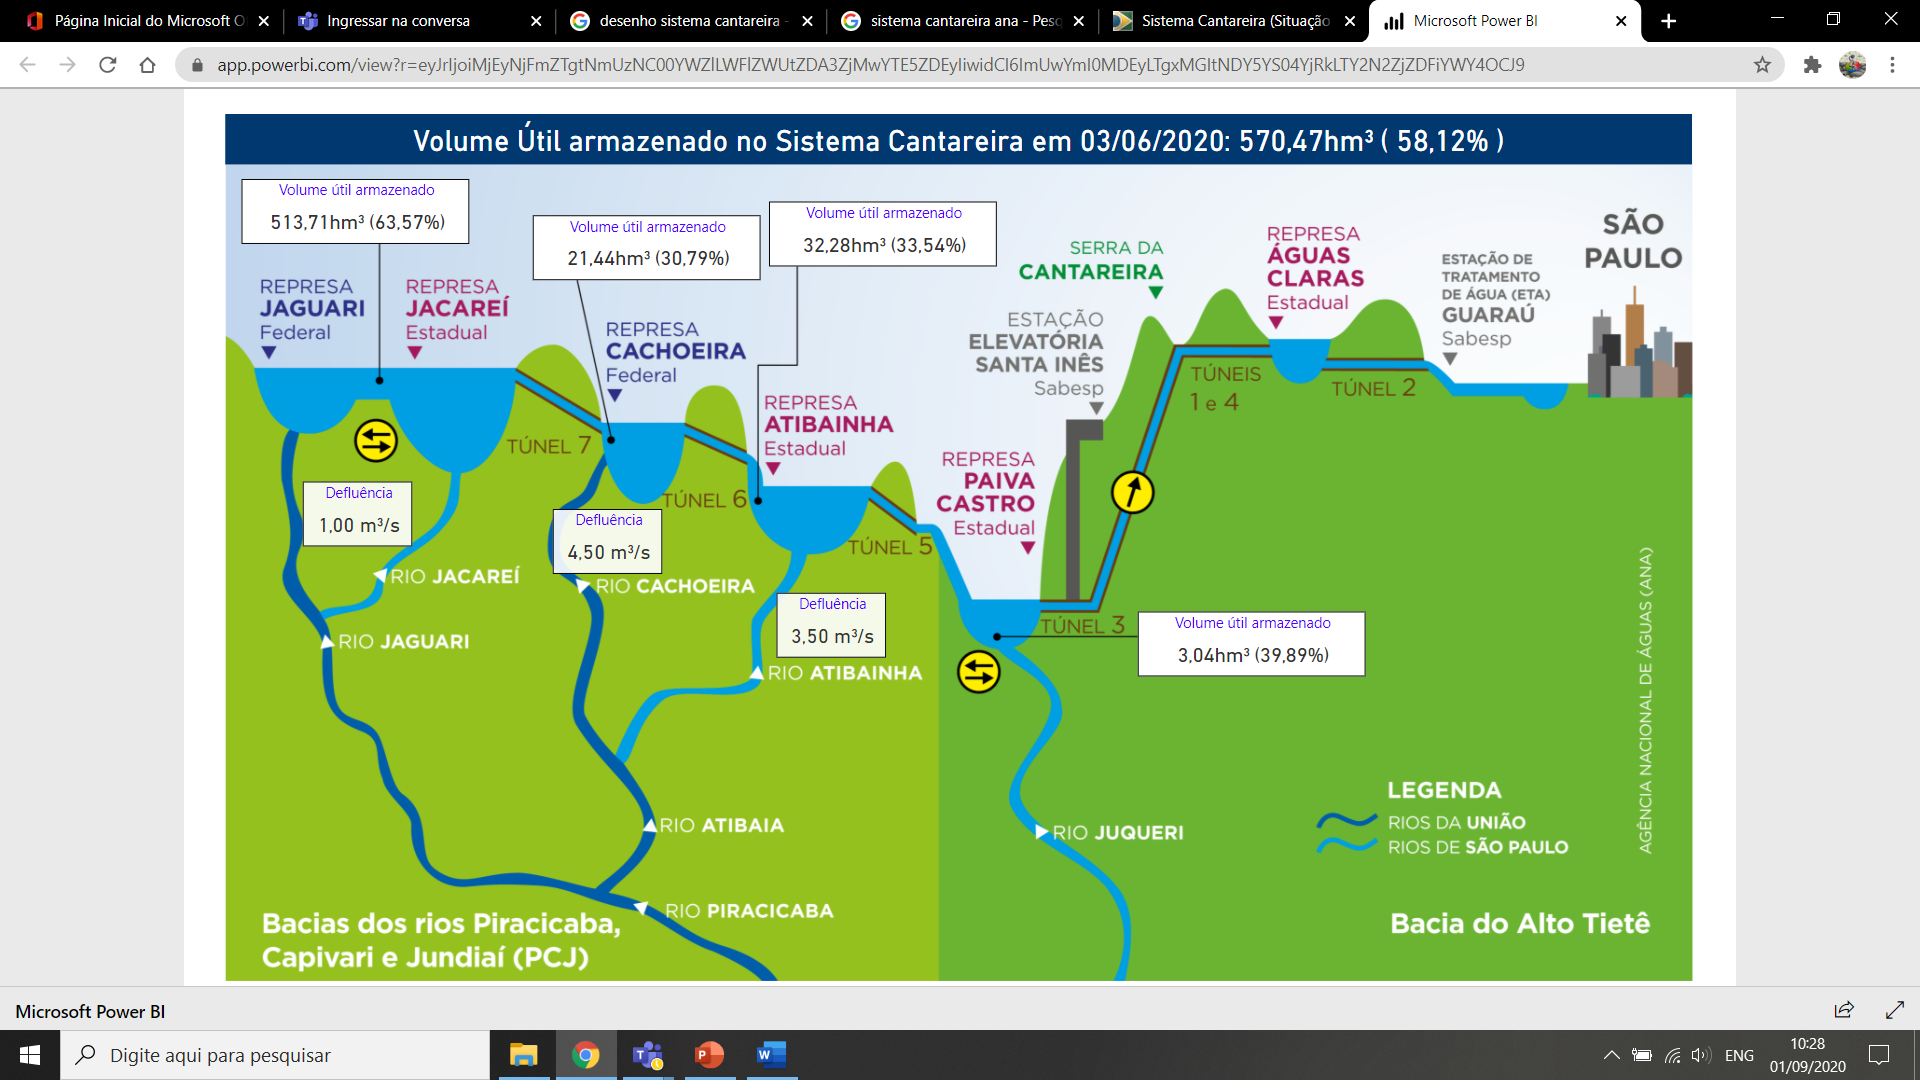 Página Inicial do Microsoft O
Ingressar na conversa
desenho sistema cantareira -
sistema cantareira ana - Pesq
Sistema Cantareira (Situação
Microsoft Power BI
Volume Útil armazenado no Sistema Cantareira em 03/06/2020: 570,47hm³ ( 58,12% )
Volume útil armazenado
513,71hm³ (63,57%)
Volume útil armazenado
21,44hm³ (30,79%)
Volume útil armazenado
32,28hm³ (33,54%)
REPRESA
JAGUARI
Federal
REPRESA
JACAREÍ
Estadual
REPRESA
CACHOEIRA
Federal
REPRESA
ATIBAINHA
Estadual
REPRESA
PAIVA
CASTRO
Estadual
ESTAÇÃO
ELEVATÓRIA
SANTA INÊS
Sabesp
SERRA DA
CANTAREIRA
REPRESA
ÁGUAS
CLARAS
Estadual
ESTAÇÃO DE
TRATAMENTO
DE ÁGUA (ETA)
GUARAÚ
Sabesp
SÃO
PAULO
TÚNEL 7
TÚNEL 6
TÚNEL 5
TÚNEL 3
TÚNEIS
1 e 4
TÚNEL 2
Defluência
1,00 m³/s
Defluência
4,50 m³/s
Defluência
3,50 m³/s
Volume útil armazenado
3,04hm³ (39,89%)
RIO JACAREÍ
RIO JAGUARI
RIO CACHOEIRA
RIO ATIBAINHA
RIO ATIBAIA
RIO PIRACICABA
RIO JUQUERI
LEGENDA
RIOS DA UNIÃO
RIOS DE SÃO PAULO
AGÊNCIA NACIONAL DE ÁGUAS (ANA)
Bacias dos rios Piracicaba,
Capivari e Jundiaí (PCJ)
Bacia do Alto Tietê
Microsoft Power BI
Digite aqui para pesquisar
ENG
10:28
01/09/2020